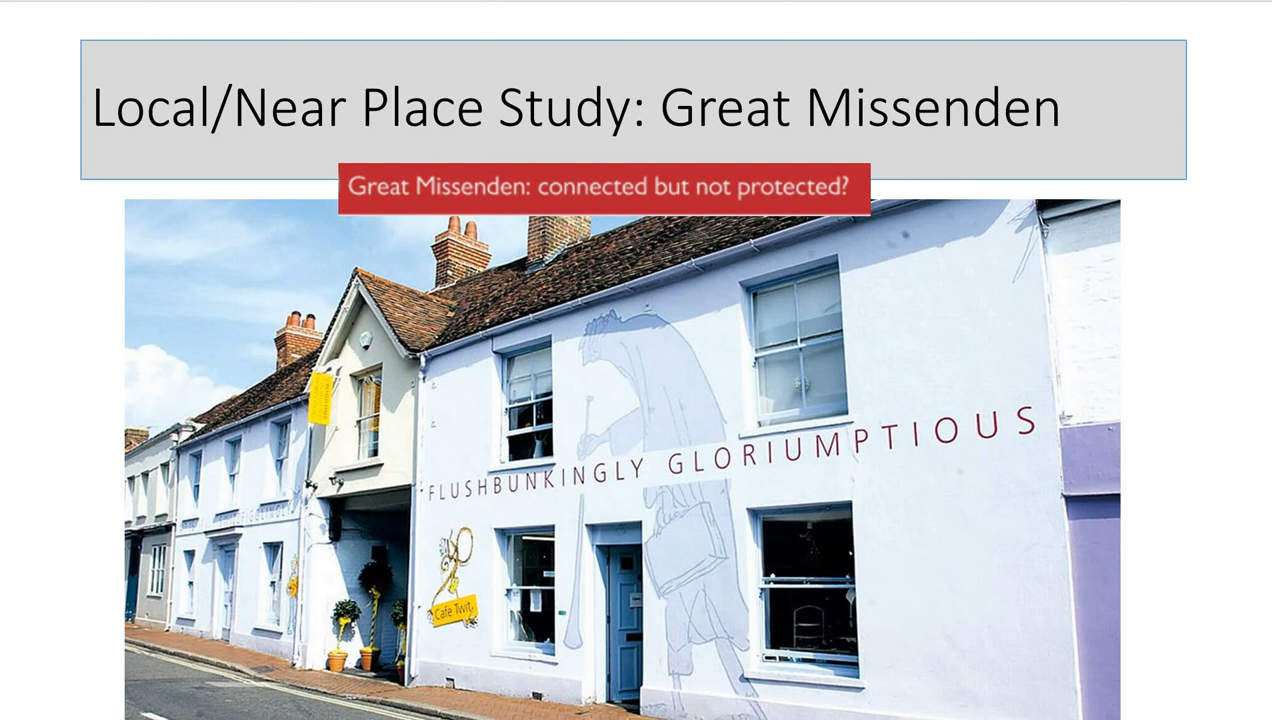 Local/Near Place Study: Great Missenden
Great Missenden: connected but not protected?
FLUSHBUNKINGLY GLORIUMPTIOUS
Cafe Twit